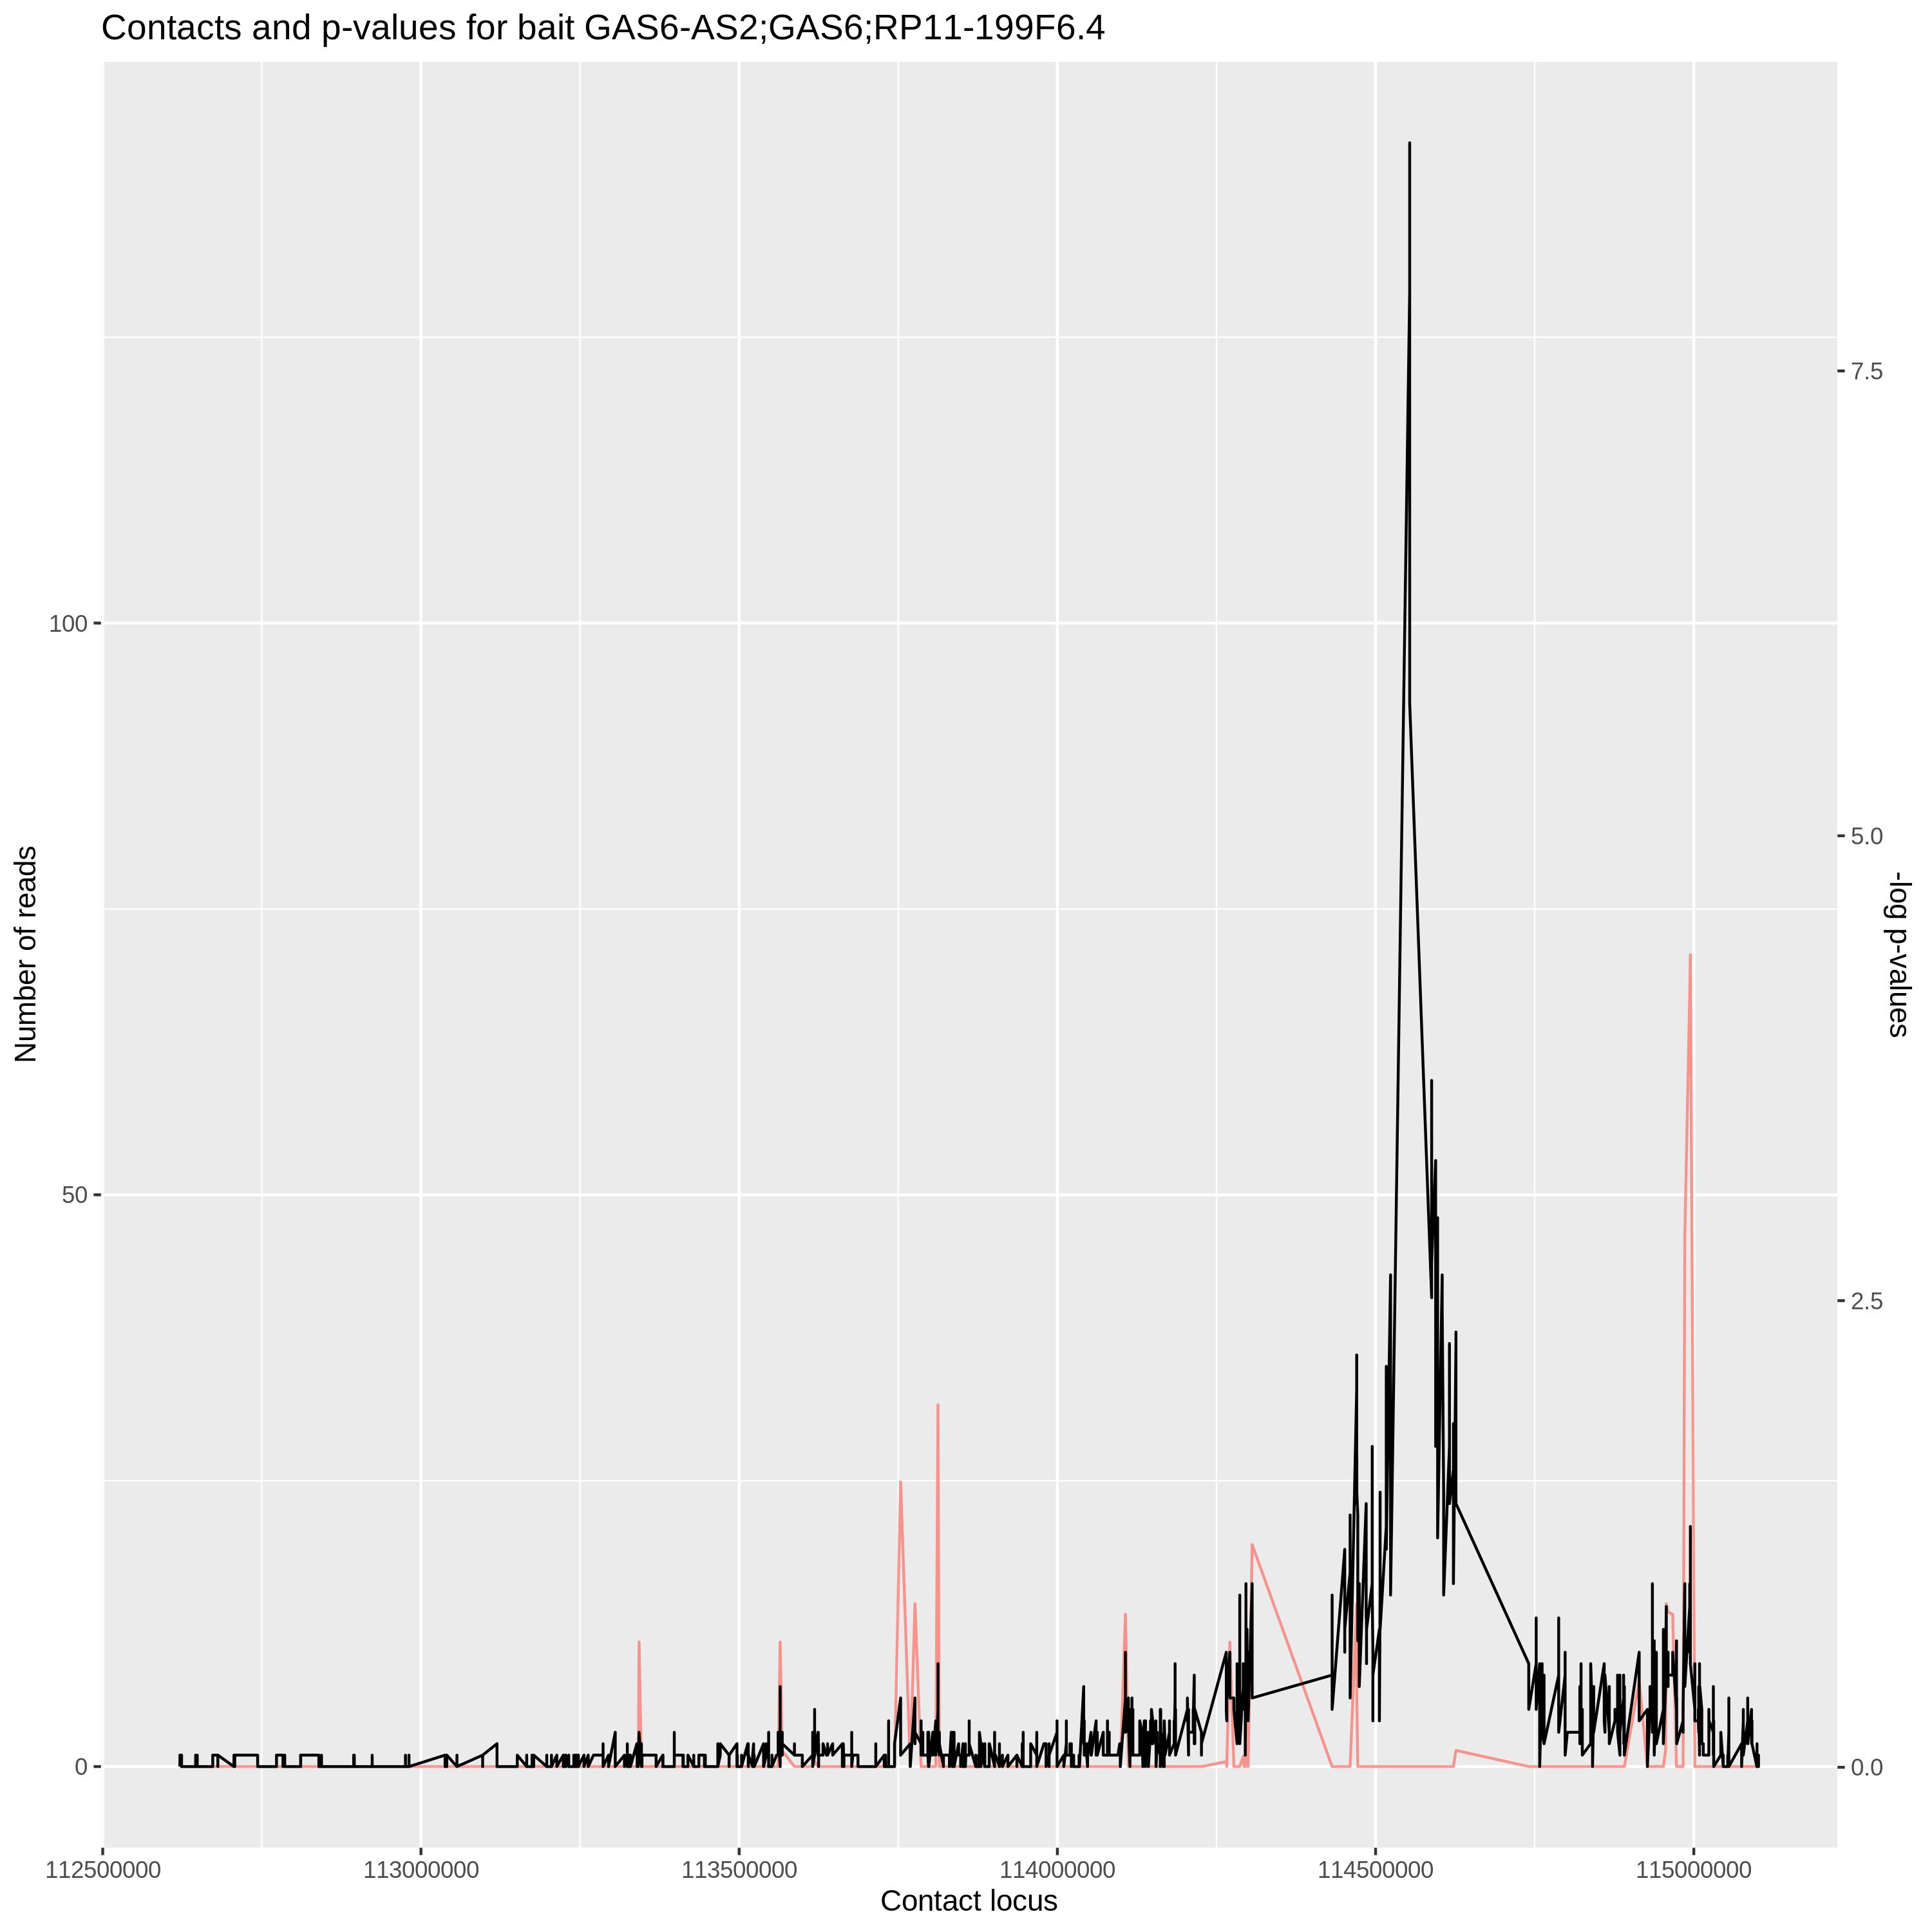 Contacts and p-values for bait GAS6-AS2;GAS6;RP11-199F6.4
Number of reads
100
50
0
7.5
5.0
2.5
0.0
-log p-values
112500000 113000000 113500000 114000000 114500000 115000000
Contact locus